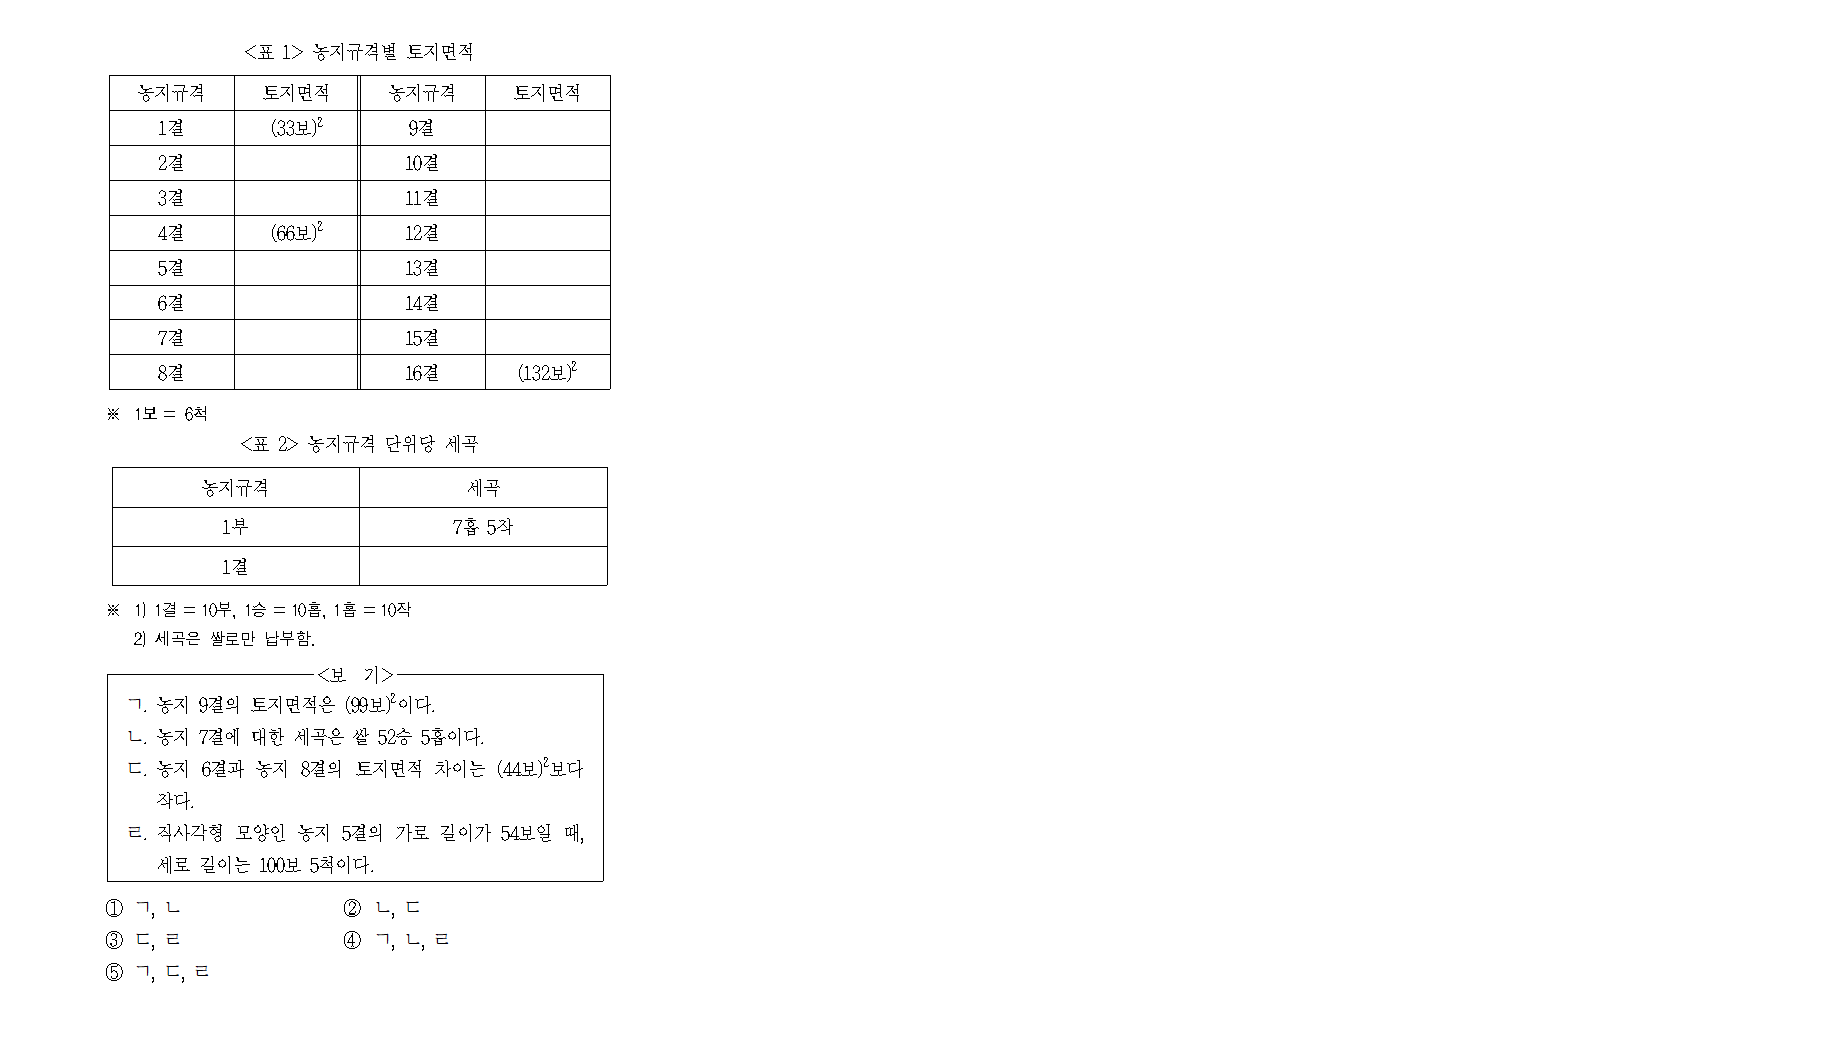 <표 1> 농지규격별 토지면적
농지규격 토지면적 농지규격 토지면적
1결 (33보)² 9결
2결 10결
3결 11결
4결 (66보)² 12결
5결 13결
6결 14결
7결 15결
8결 16결 (132보)²
※ 1보 = 6척
<표 2> 농지규격 단위당 세곡
농지규격 세곡
1부 7홉 5작
1결
※ 1) 1결 = 10부, 1승 = 10홉, 1홉 = 10작
2) 세곡은 쌀로만 납부함.
<보 기>
ㄱ. 농지 9결의 토지면적은 (99보)²이다.
ㄴ. 농지 7결에 대한 세곡은 쌀 52승 5홉이다.
ㄷ. 농지 6결과 농지 8결의 토지면적 차이는 (44보)²보다
작다.
ㄹ. 직사각형 모양인 농지 5결의 가로 길이가 54보일 때,
세로 길이는 100보 5척이다.
① ㄱ, ㄴ ② ㄴ, ㄷ
③ ㄷ, ㄹ ④ ㄱ, ㄴ, ㄹ
⑤ ㄱ, ㄷ, ㄹ